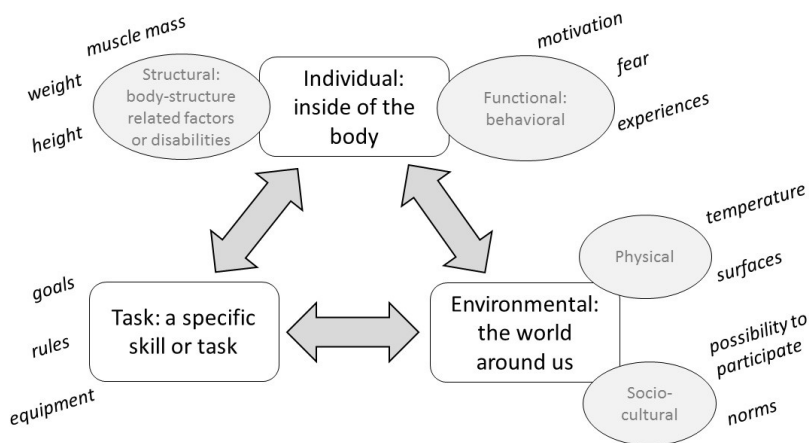 muscle mass
weight
height
Structural:
body-structure
related factors
or disabilities
Individual:
inside of the
body
Functional:
behavioral
motivation
fear
experiences
goals
rules
equipment
Task: a specific
skill or task
Environmental:
the world
around us
Physical
temperature
surfaces
Socio-
cultural
possibility to
participate
norms